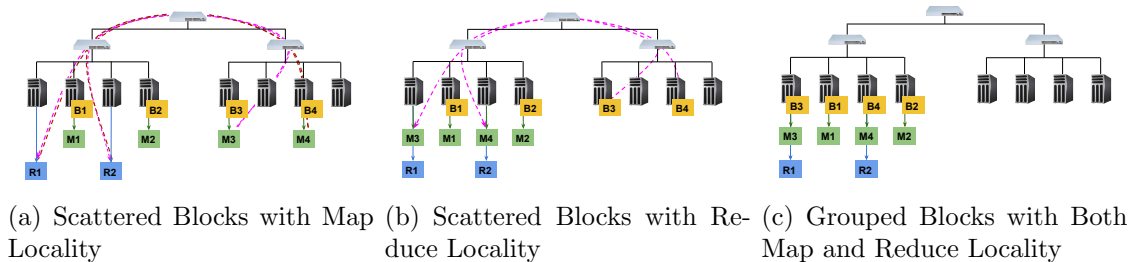 B1
B2
B3
B4
M1
M2
M3
M4
R1
R2
B1
B2
B3
B4
M3
M1
M4
M2
R1
R2
B3
B1
B4
B2
M3
M1
M4
M2
R1
R2
(a) Scattered Blocks with Map
Locality
(b) Scattered Blocks with Re-
duce Locality
(c) Grouped Blocks with Both
Map and Reduce Locality